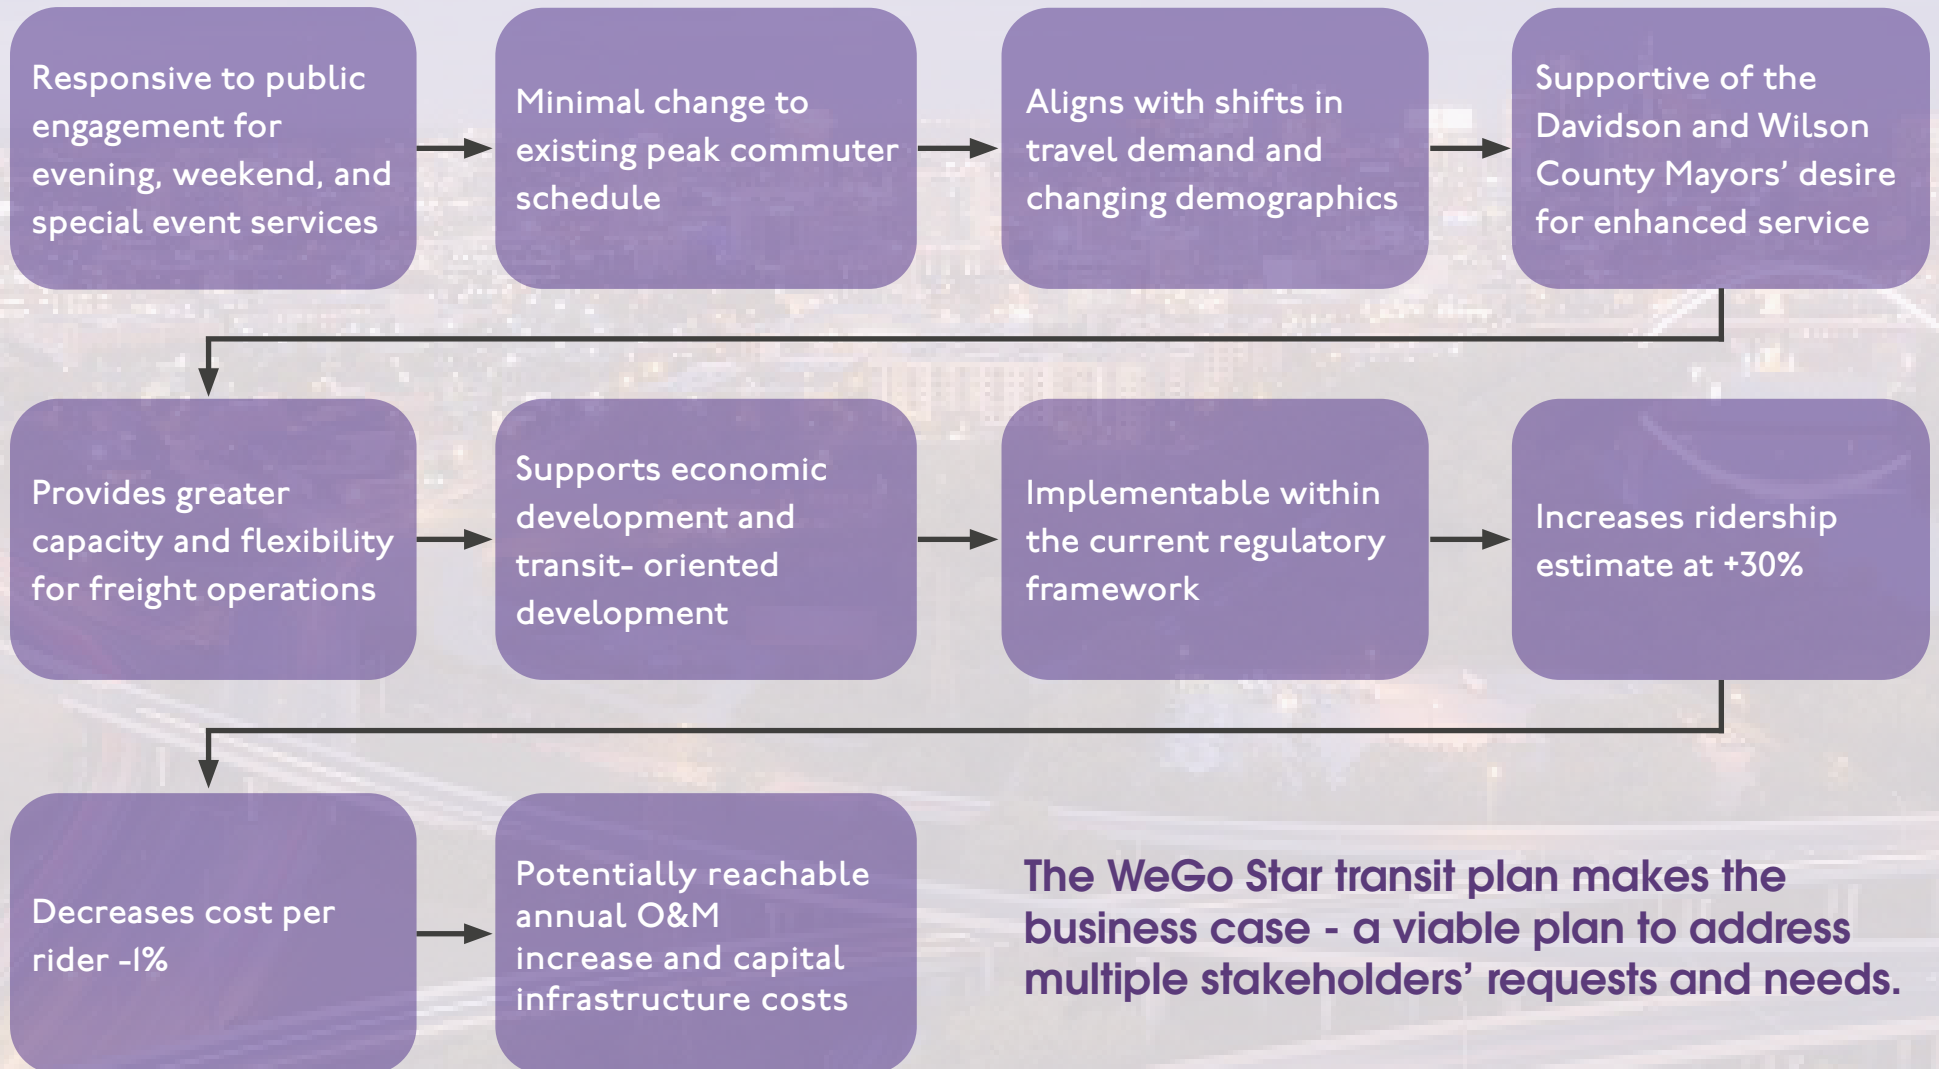 Responsive to public
engagement for
evening, weekend, and
special event services
Minimal change to
existing peak commuter
schedule
Aligns with shifts in
travel demand and
changing demographics
Supportive of the
Davidson and Wilson
County Mayors’ desire
for enhanced service
Provides greater
capacity and flexibility
for freight operations
Supports economic
development and
transit- oriented
development
Implementable within
the current regulatory
framework
Increases ridership
estimate at +30%
Decreases cost per
rider -1%
Potentially reachable
annual O&M
increase and capital
infrastructure costs
The WeGo Star transit plan makes the
business case - a viable plan to address
multiple stakeholders’ requests and needs.